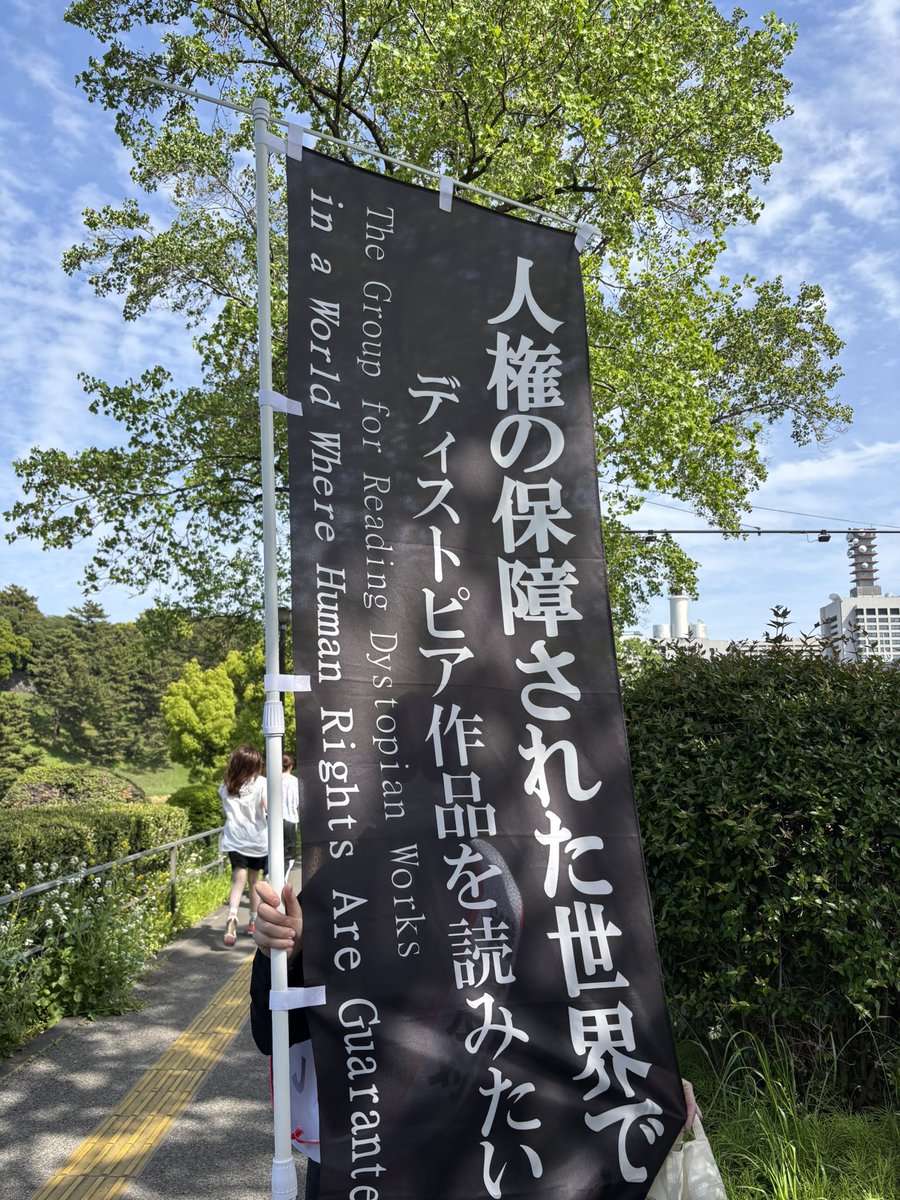 人権の保障された世界で
ディストピア作品を読みたい
The Group for Reading Dystopian Works
in a World Where Human Rights Are Guarante